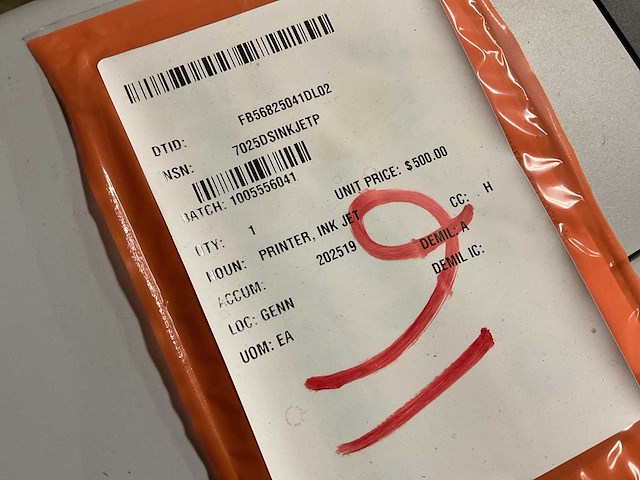 DTID: FB56825041DL02
NSN: 7025DSINKJETP
BATCH: 1005556041
UNIT PRICE: $500.00
QTY: 1
CC: H
NOUN: PRINTER, INK JET
DEMIL: A
ACCUM: 202519
DEMIL IC:
LOC: GENN
UOM: EA
9